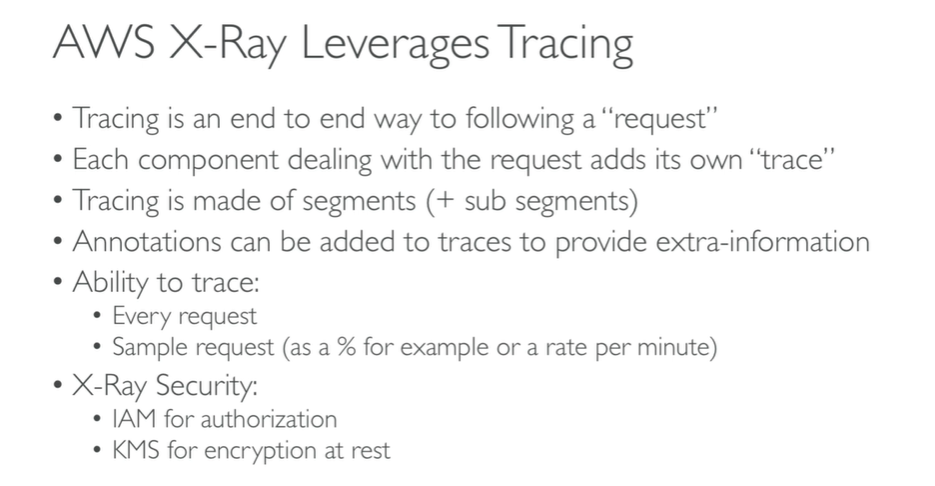 AWS X-Ray Leverages Tracing
• Tracing is an end to end way to following a “request”
• Each component dealing with the request adds its own “trace”
• Tracing is made of segments (+ sub segments)
• Annotations can be added to traces to provide extra-information
• Ability to trace:
• Every request
• Sample request (as a % for example or a rate per minute)
• X-Ray Security:
• IAM for authorization
• KMS for encryption at rest